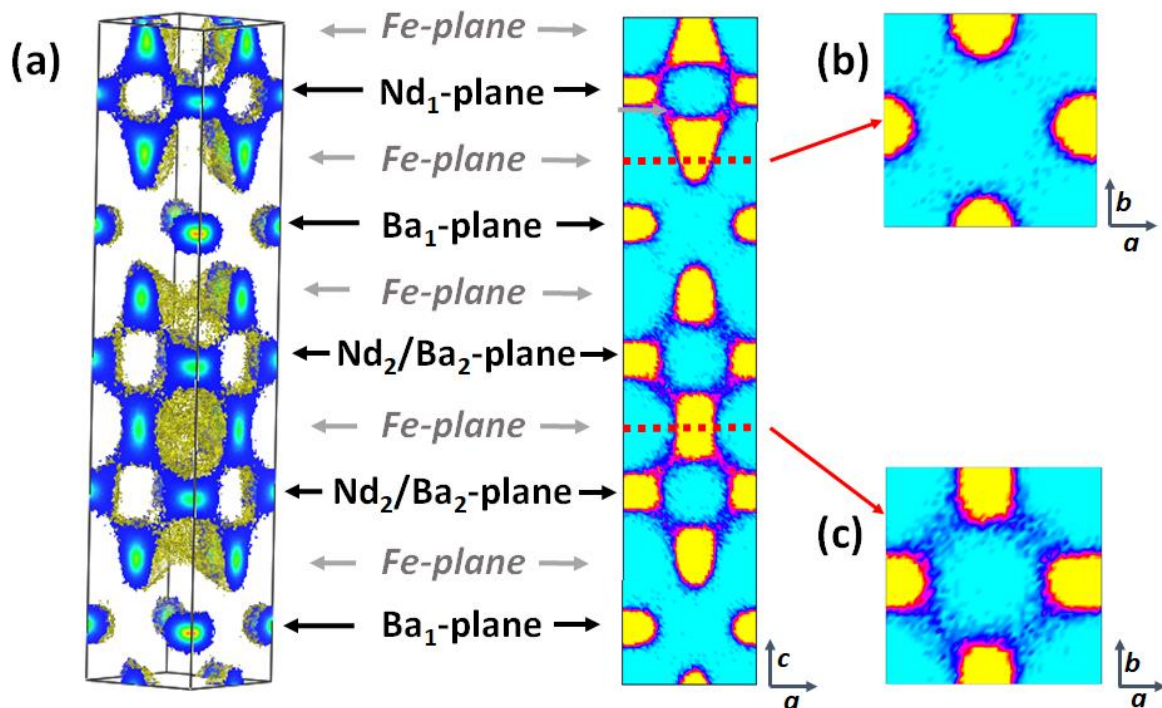 (a)
Fe-plane
Nd₁-plane
Fe-plane
Ba₁-plane
Fe-plane
Nd₂/Ba₂-plane
Fe-plane
Nd₂/Ba₂-plane
Fe-plane
Ba₁-plane
c
a
(b)
b
a
(c)
b
a